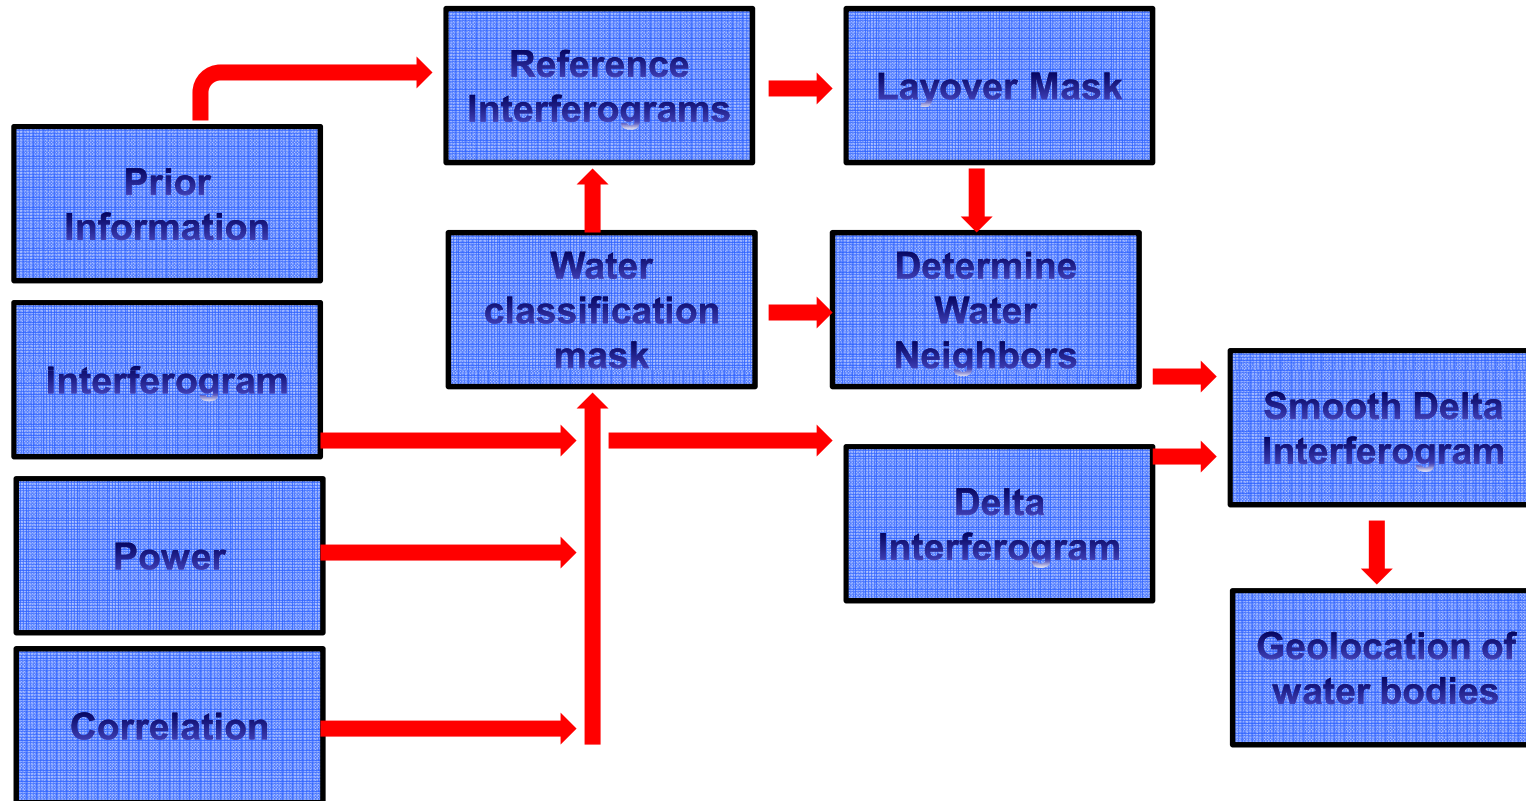 Reference
Interferograms
Layover Mask
Prior
Information
Water
classification
mask
Determine
Water
Neighbors
Interferogram
Smooth Delta
Interferogram
Power
Delta
Interferogram
Correlation
Geolocation of
water bodies